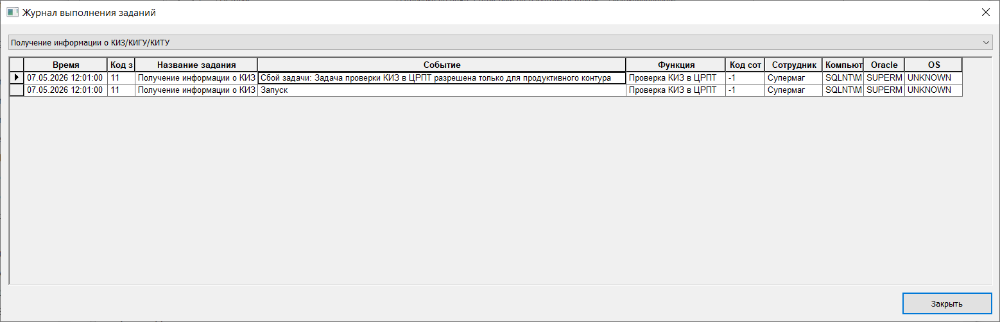 Журнал выполнения заданий
Получение информации о КИЗ/КИГУ/КИТУ
Время Код з Название задания Событие Функция Код сот Сотрудник Компьют Oracle OS
07.05.2026 12:01:00 11 Получение информации о КИЗ Сбой задачи: Задача проверки КИЗ в ЦРПТ разрешена только для продуктивного контура Проверка КИЗ в ЦРПТ -1 Супермаг SQLNT\M SUPERM UNKNOWN
07.05.2026 12:01:00 11 Получение информации о КИЗ Запуск Проверка КИЗ в ЦРПТ -1 Супермаг SQLNT\M SUPERM UNKNOWN
Закрыть